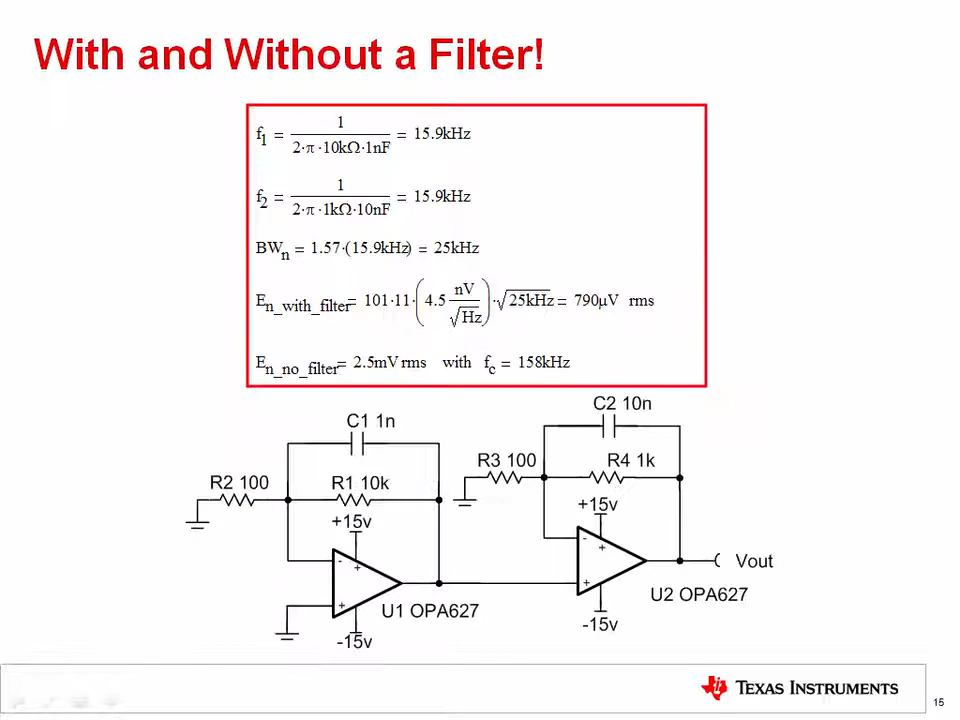 With and Without a Filter!
f1 = 1 / (2·π·10kΩ·1nF) = 15.9kHz
f2 = 1 / (2·π·1kΩ·10nF) = 15.9kHz
BWn = 1.57·(15.9kHz) = 25kHz
En_with_filter = 101·11·(4.5 nV/√Hz)·√25kHz = 790μV rms
En_no_filter = 2.5mV rms with fc = 158kHz
C2 10n
C1 1n
R3 100
R4 1k
R2 100
R1 10k
+15v
+15v
-
+
-
+
Vout
+
+
U2 OPA627
U1 OPA627
-15v
-15v
TEXAS INSTRUMENTS
15